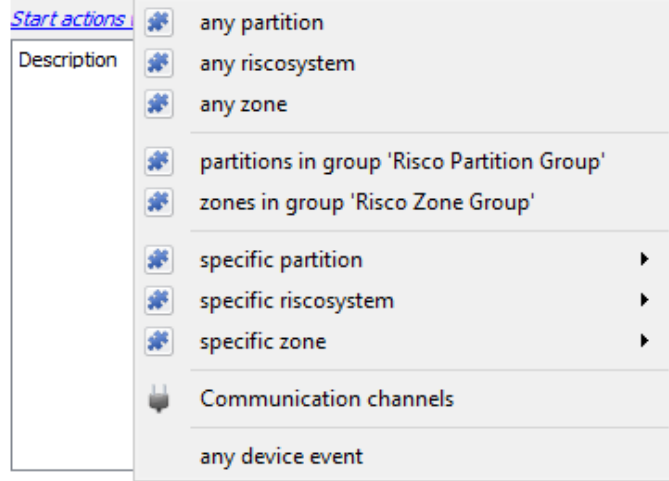 Start actions
any partition
any riscosystem
Description
any zone
partitions in group 'Risco Partition Group'
zones in group 'Risco Zone Group'
specific partition
specific riscosystem
specific zone
Communication channels
any device event